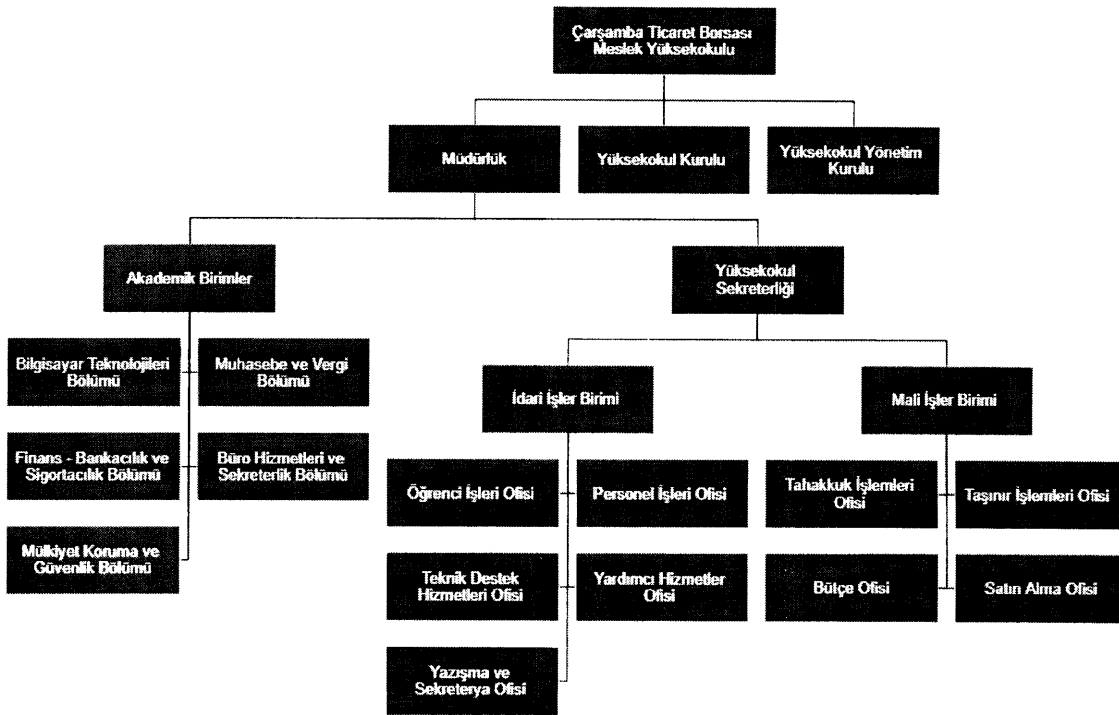 Çarşamba Ticaret Borsası
Meslek Yüksekokulu
Müdürlük
Yüksekokul Kurulu
Yüksekokul Yönetim
Kurulu
Akademik Birimler
Yüksekokul
Sekreterliği
Bilgisayar Teknolojileri
Bölümü
Muhasebe ve Vergi
Bölümü
Finans - Bankacılık ve
Sigortacılık Bölümü
Büro Hizmetleri ve
Sekreterlik Bölümü
Mülkiyet Koruma ve
Güvenlik Bölümü
İdari İşler Birimi
Mali İşler Birimi
Öğrenci İşleri Ofisi
Personel İşleri Ofisi
Teknik Destek
Hizmetleri Ofisi
Yardımcı Hizmetler
Ofisi
Yazışma ve
Sekreterya Ofisi
Tahakkuk İşlemleri
Ofisi
Taşınır İşlemleri Ofisi
Bütçe Ofisi
Satın Alma Ofisi